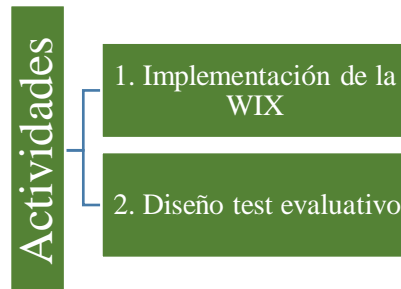 Actividades
1. Implementación de la
WIX
2. Diseño test evaluativo